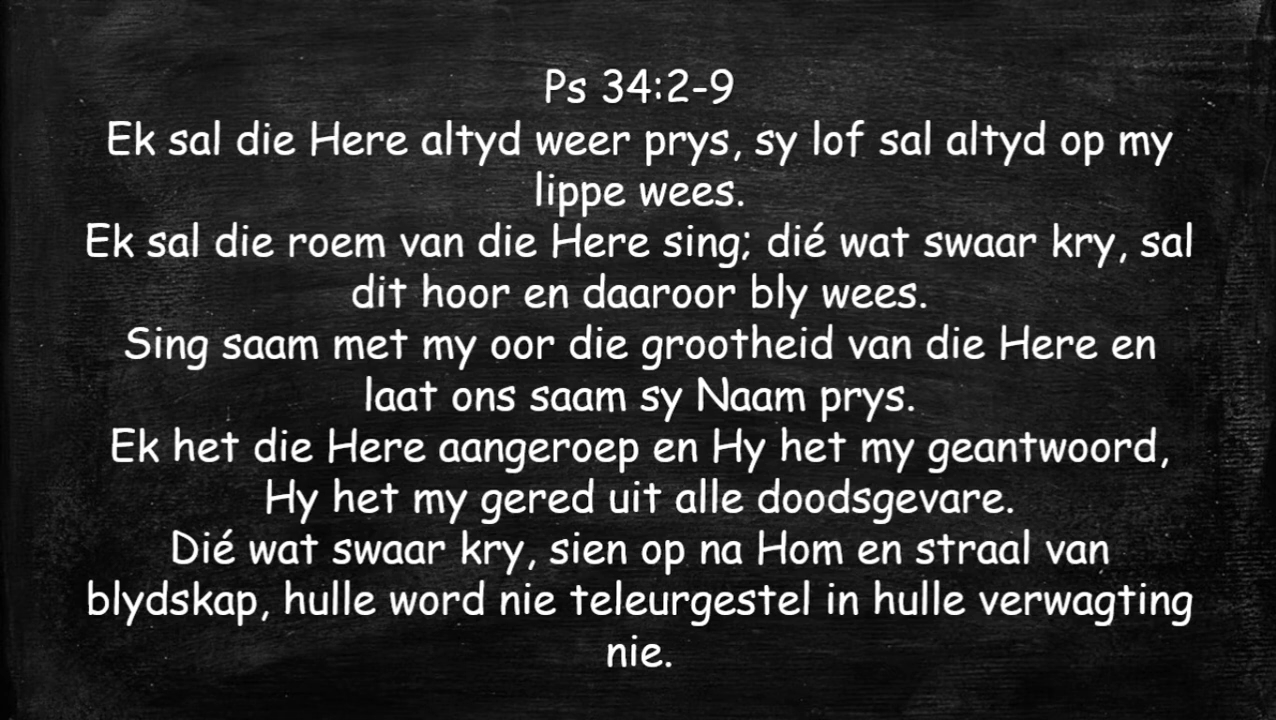 Ps 34:2-9
Ek sal die Here altyd weer prys, sy lof sal altyd op my
lippe wees.
Ek sal die roem van die Here sing; dié wat swaar kry, sal
dit hoor en daaroor bly wees.
Sing saam met my oor die grootheid van die Here en
laat ons saam sy Naam prys.
Ek het die Here aangeroep en Hy het my geantwoord,
Hy het my gered uit alle doodsgevare.
Dié wat swaar kry, sien op na Hom en straal van
blydskap, hulle word nie teleurgestel in hulle verwagting
nie.